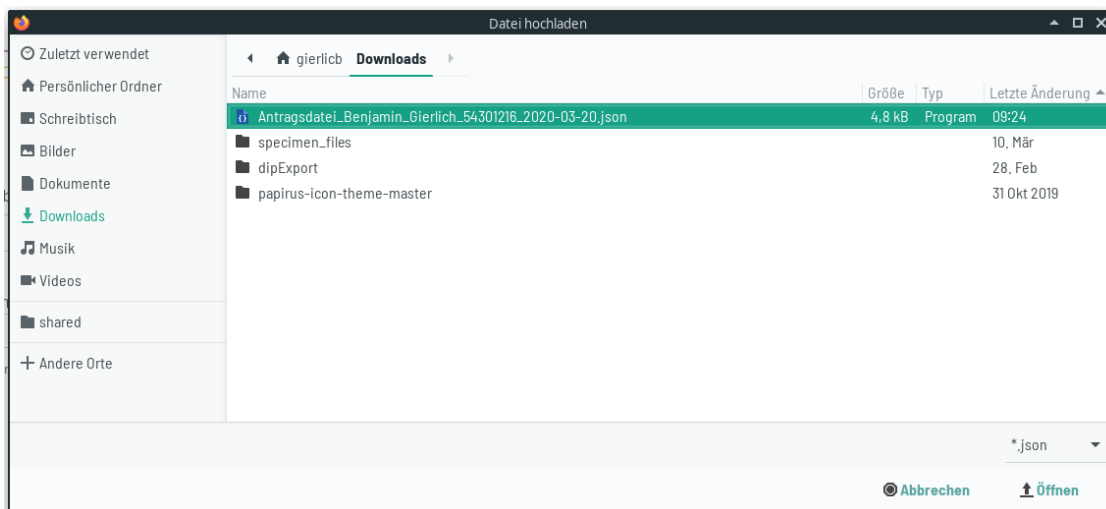 Datei hochladen
Zuletzt verwendet
Persönlicher Ordner
Schreibtisch
Bilder
Dokumente
Downloads
Musik
Videos
shared
Andere Orte
gierlicb Downloads
Name Größe Typ Letzte Änderung
Antragsdatei_Benjamin_Gierlich_54301216_2020-03-20.json 4,8 kB Program 09:24
specimen_files 10. Mär
dipExport 28. Feb
papirus-icon-theme-master 31 Okt 2019
*.json
Abbrechen Öffnen